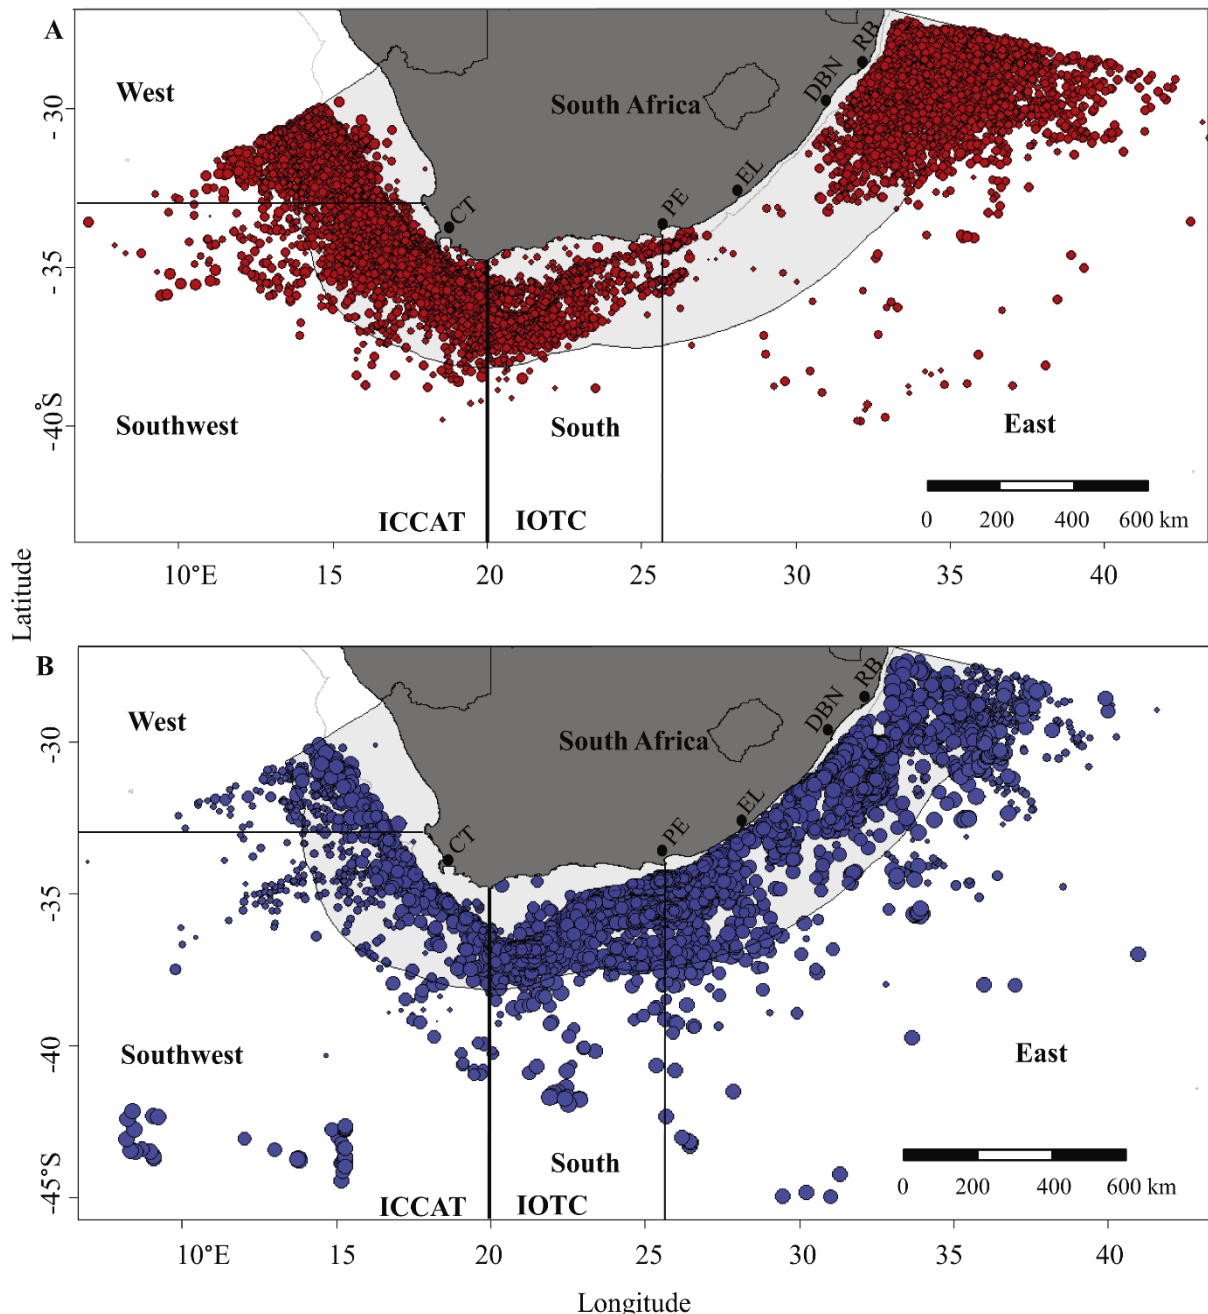 A
West
South Africa
RB
DBN
EL
PE
CT
Southwest
South
East
ICCAT
IOTC
0 200 400 600 km
-30
-35
-40°S
10°E 15 20 25 30 35 40
Latitude
B
West
South Africa
RB
DBN
EL
PE
CT
Southwest
South
East
ICCAT
IOTC
0 200 400 600 km
-30
-35
-40
-45°S
10°E 15 20 25 30 35 40
Longitude